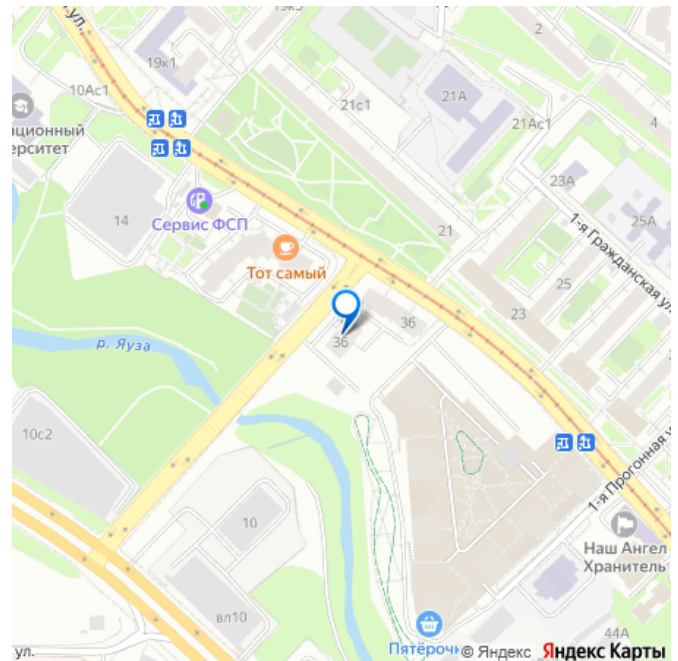 19к3
2
ул.
19к1
10Ас1
21с1
21А
21Ас1
4
ационный
ерситет
23А
14
Сервис ФСП
21
1-я Гражданская ул.
25А
Тот самый
25
36
23
р. Яуза
36
10с2
1-я Прогонная у
10
Наш Ангел
Хранитель
вл10
44А
ул.
Пятёрочк
© Яндекс Яндекс Карты